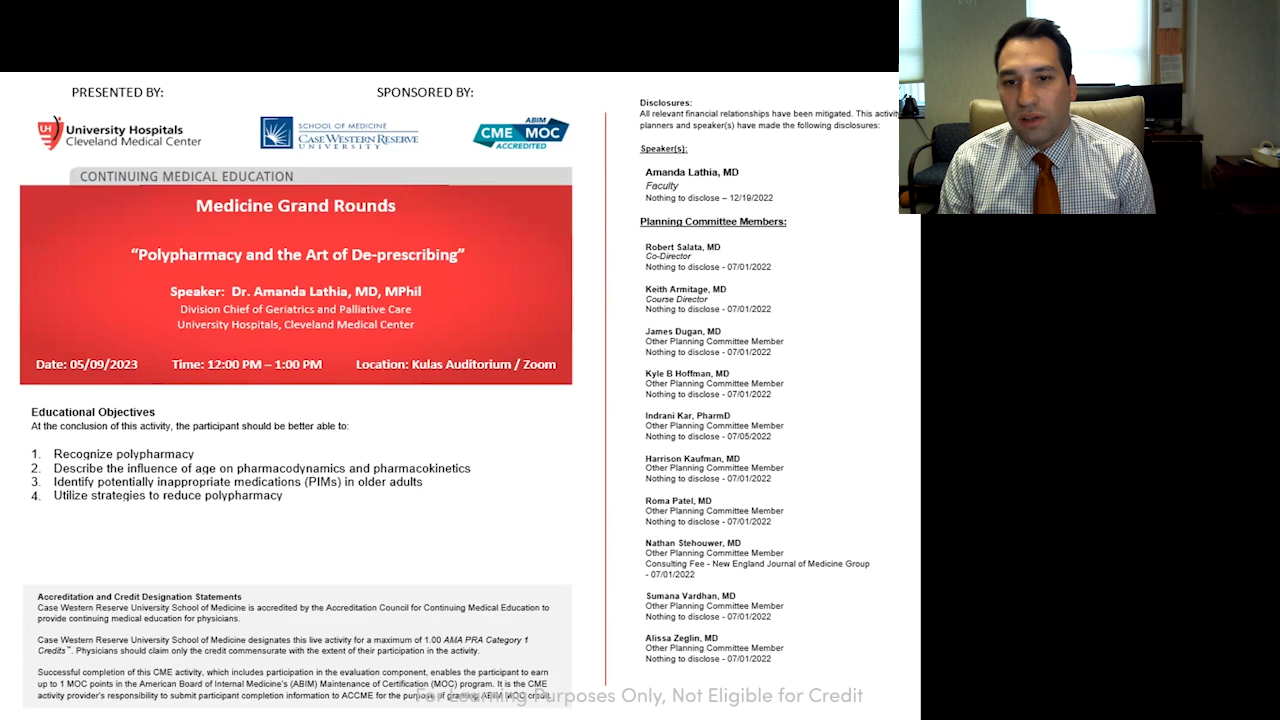 PRESENTED BY:
SPONSORED BY:
UH
University Hospitals
Cleveland Medical Center
SCHOOL OF MEDICINE
CASE WESTERN RESERVE
UNIVERSITY
ABIM
CME MOC
ACCREDITED
CONTINUING MEDICAL EDUCATION
Medicine Grand Rounds
“Polypharmacy and the Art of De-prescribing”
Speaker: Dr. Amanda Lathia, MD, MPhil
Division Chief of Geriatrics and Palliative Care
University Hospitals, Cleveland Medical Center
Date: 05/09/2023 Time: 12:00 PM – 1:00 PM Location: Kulas Auditorium / Zoom
Educational Objectives
At the conclusion of this activity, the participant should be better able to:
1. Recognize polypharmacy
2. Describe the influence of age on pharmacodynamics and pharmacokinetics
3. Identify potentially inappropriate medications (PIMs) in older adults
4. Utilize strategies to reduce polypharmacy
Accreditation and Credit Designation Statements
Case Western Reserve University School of Medicine is accredited by the Accreditation Council for Continuing Medical Education to
provide continuing medical education for physicians.
Case Western Reserve University School of Medicine designates this live activity for a maximum of 1.00 AMA PRA Category 1
Credits™. Physicians should claim only the credit commensurate with the extent of their participation in the activity.
Successful completion of this CME activity, which includes participation in the evaluation component, enables the participant to earn
up to 1 MOC points in the American Board of Internal Medicine's (ABIM) Maintenance of Certification (MOC) program. It is the CME
activity provider's responsibility to submit participant completion information to ACCME for the purpose of granting ABIM MOC credit.
Disclosures:
All relevant financial relationships have been mitigated. This activit
planners and speaker(s) have made the following disclosures:
Speaker(s):
Amanda Lathia, MD
Faculty
Nothing to disclose – 12/19/2022
Planning Committee Members:
Robert Salata, MD
Co-Director
Nothing to disclose - 07/01/2022
Keith Armitage, MD
Course Director
Nothing to disclose - 07/01/2022
James Dugan, MD
Other Planning Committee Member
Nothing to disclose - 07/01/2022
Kyle B Hoffman, MD
Other Planning Committee Member
Nothing to disclose - 07/01/2022
Indrani Kar, PharmD
Other Planning Committee Member
Nothing to disclose - 07/05/2022
Harrison Kaufman, MD
Other Planning Committee Member
Nothing to disclose - 07/01/2022
Roma Patel, MD
Other Planning Committee Member
Nothing to disclose - 07/01/2022
Nathan Stehouwer, MD
Other Planning Committee Member
Consulting Fee - New England Journal of Medicine Group
- 07/01/2022
Sumana Vardhan, MD
Other Planning Committee Member
Nothing to disclose - 07/01/2022
Alissa Zeglin, MD
Other Planning Committee Member
Nothing to disclose - 07/01/2022
For Learning Purposes Only, Not Eligible for Credit